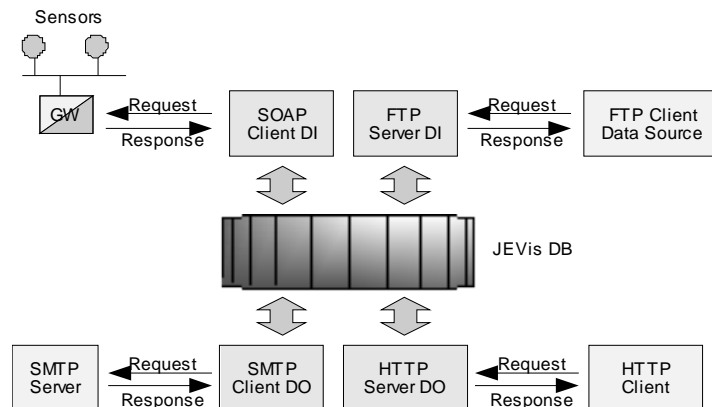 Sensors
GW
Request
Response
SOAP
Client DI
FTP
Server DI
Request
Response
FTP Client
Data Source
JEVis DB
SMTP
Server
Request
Response
SMTP
Client DO
HTTP
Server DO
Request
Response
HTTP
Client